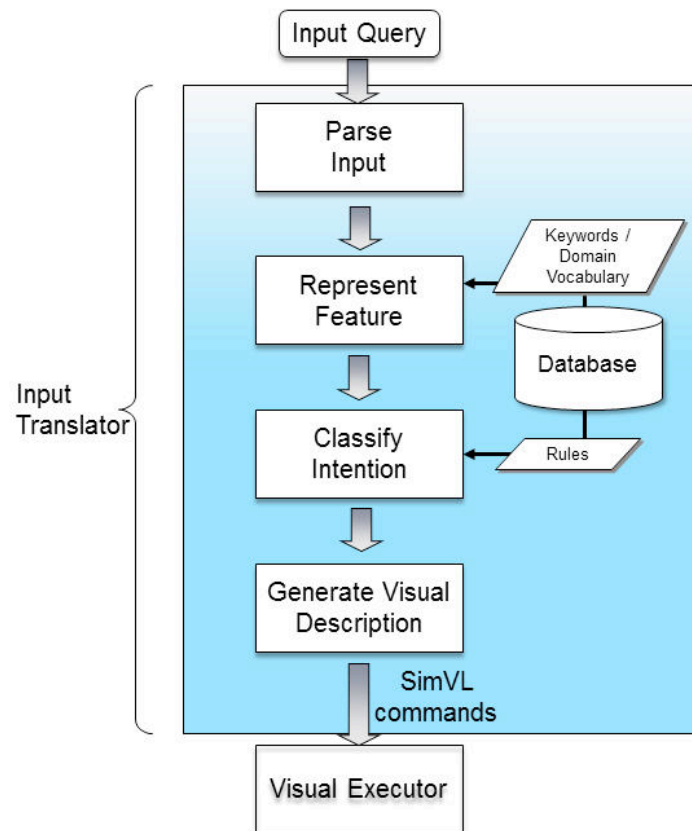 Input Query
Parse
Input
Keywords /
Domain
Vocabulary
Represent
Feature
Database
Input
Translator
Classify
Intention
Rules
Generate Visual
Description
SimVL
commands
Visual Executor